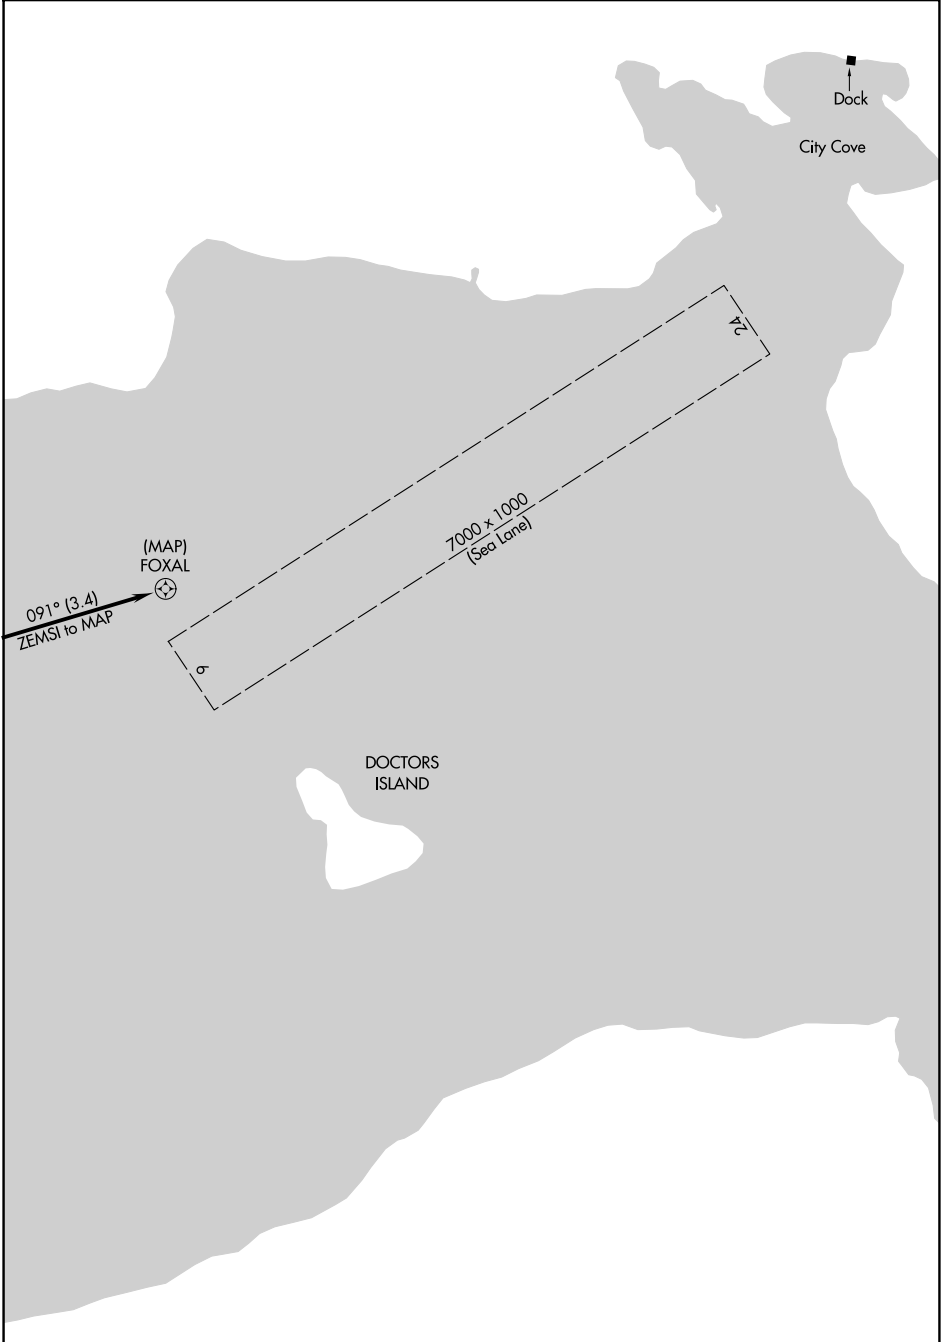 Dock
City Cove
24
7000 x 1000
(Sea Lane)
(MAP)
FOXAL
091° (3.4)
ZEMSI to MAP
6
DOCTORS
ISLAND